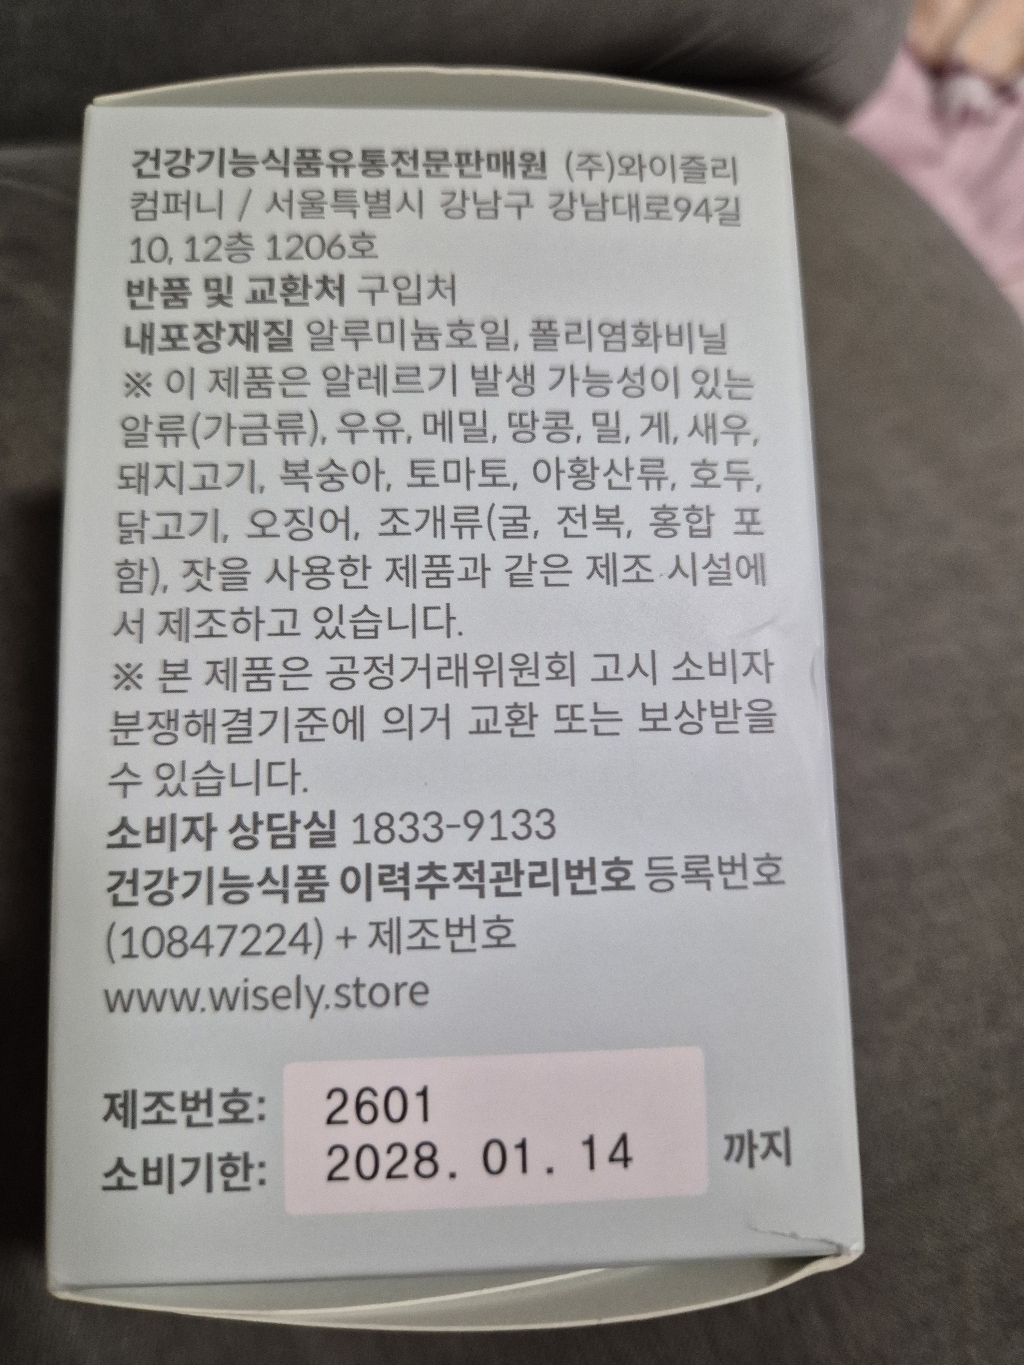 건강기능식품유통전문판매원 (주)와이즐리
컴퍼니 / 서울특별시 강남구 강남대로94길
10, 12층 1206호
반품 및 교환처 구입처
내포장재질 알루미늄호일, 폴리염화비닐
※ 이 제품은 알레르기 발생 가능성이 있는
알류(가금류), 우유, 메밀, 땅콩, 밀, 게, 새우,
돼지고기, 복숭아, 토마토, 아황산류, 호두,
닭고기, 오징어, 조개류(굴, 전복, 홍합 포
함), 잣을 사용한 제품과 같은 제조 시설에
서 제조하고 있습니다.
※ 본 제품은 공정거래위원회 고시 소비자
분쟁해결기준에 의거 교환 또는 보상받을
수 있습니다.
소비자 상담실 1833-9133
건강기능식품 이력추적관리번호 등록번호
(10847224) + 제조번호
www.wisely.store
제조번호: 2601
소비기한: 2028. 01. 14 까지